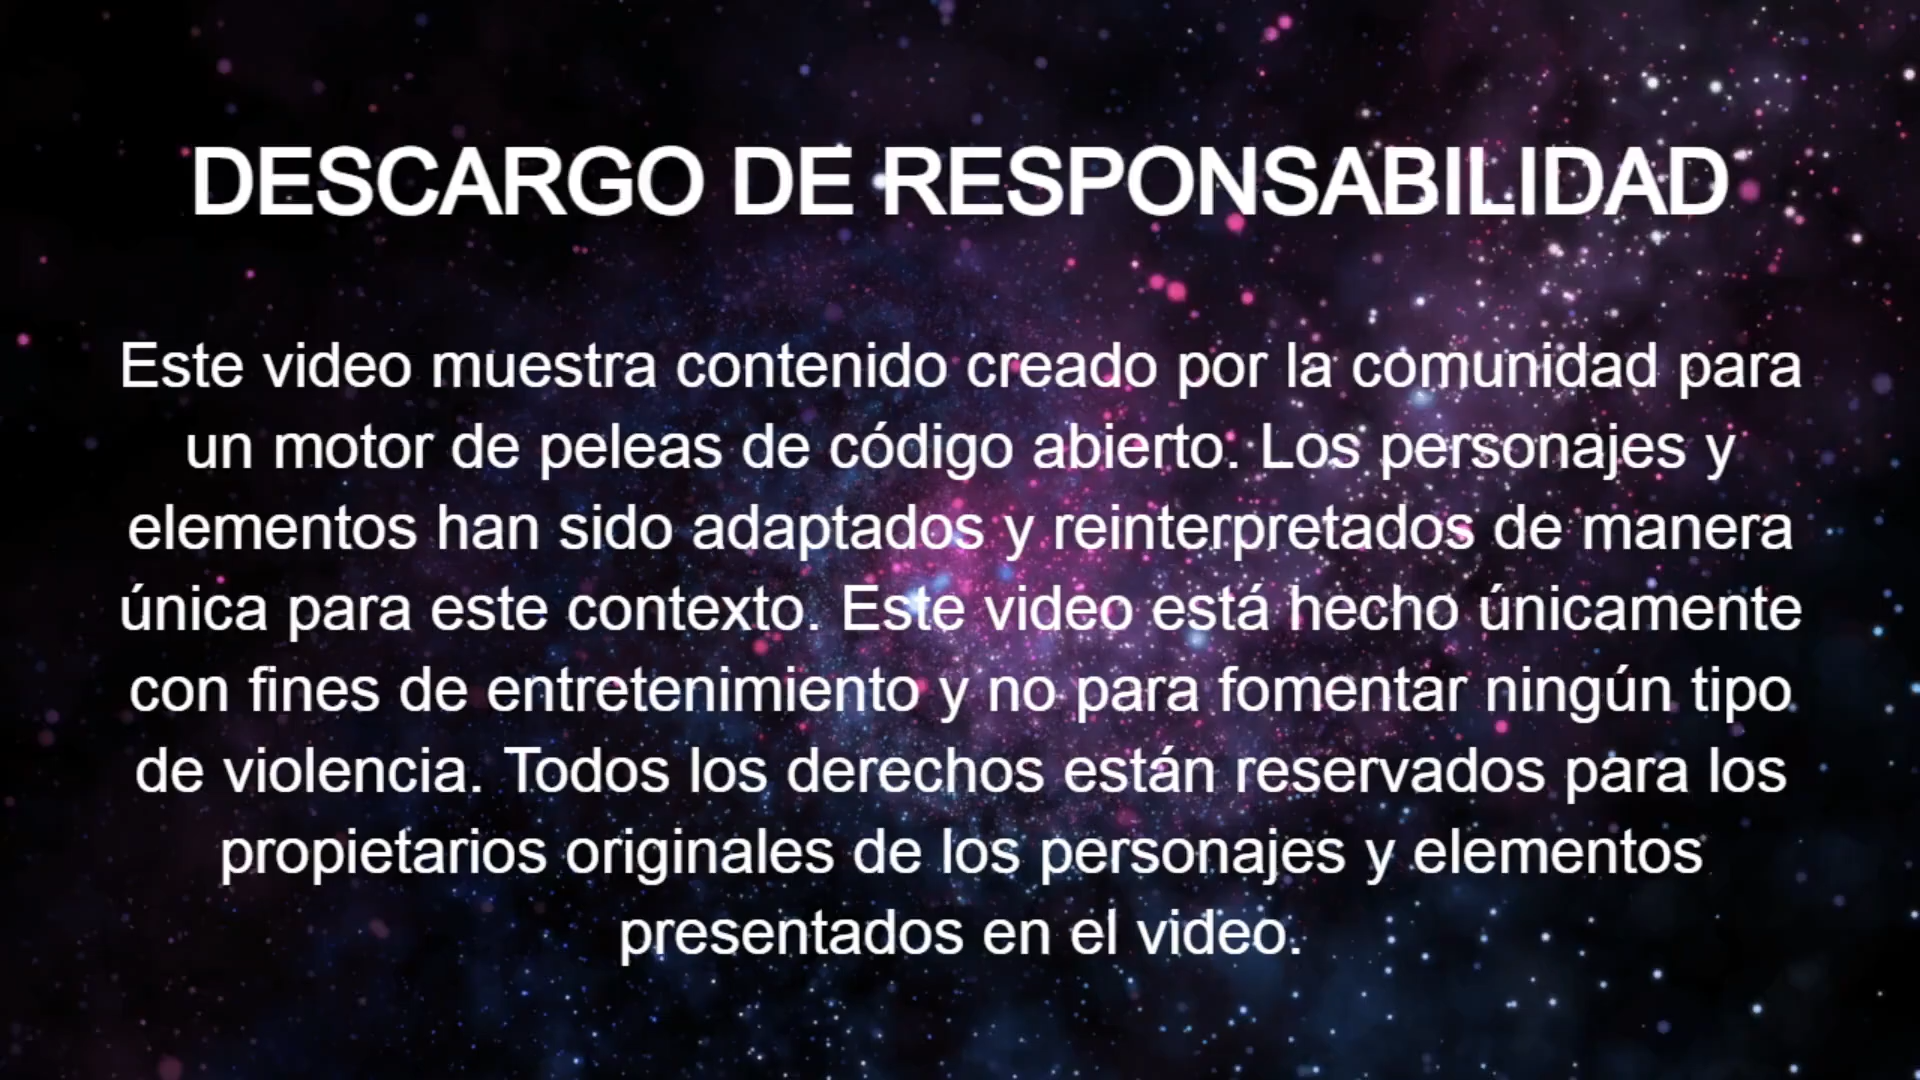 DESCARGO DE RESPONSABILIDAD
Este video muestra contenido creado por la comunidad para
un motor de peleas de código abierto. Los personajes y
elementos han sido adaptados y reinterpretados de manera
única para este contexto. Este video está hecho únicamente
con fines de entretenimiento y no para fomentar ningún tipo
de violencia. Todos los derechos están reservados para los
propietarios originales de los personajes y elementos
presentados en el video.